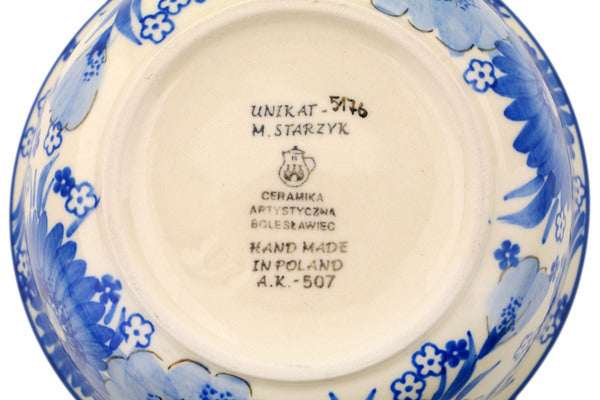 UNIKAT-5176
M. STARZYK
CERAMIKA
ARTYSTYCZNA
BOLESŁAWIEC
HAND MADE
IN POLAND
A.K.-507